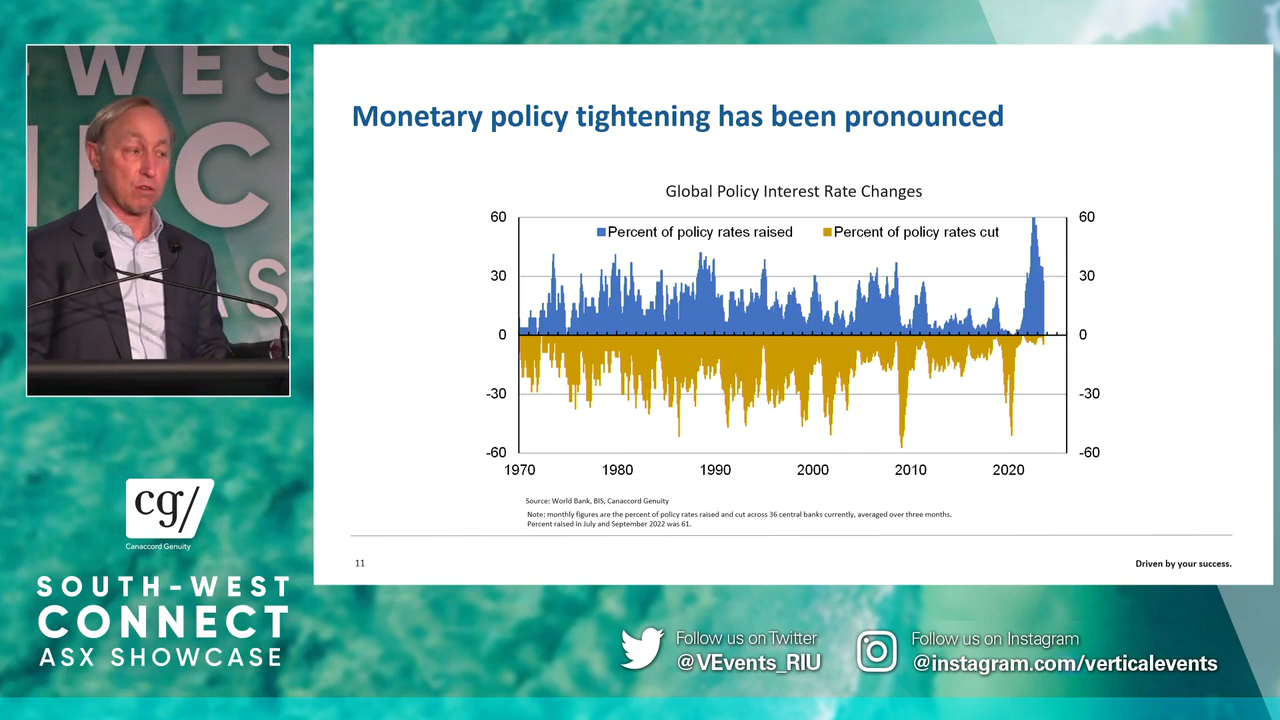 WES
NNEC
AS
cg/
Canaccord Genuity
SOUTH-WEST
CONNECT
ASX SHOWCASE
Monetary policy tightening has been pronounced
Global Policy Interest Rate Changes
Percent of policy rates raised
Percent of policy rates cut
60
30
0
-30
-60
60
30
0
-30
-60
1970 1980 1990 2000 2010 2020
Source: World Bank, BIS, Canaccord Genuity
Note: monthly figures are the percent of policy rates raised and cut across 36 central banks currently, averaged over three months.
Percent raised in July and September 2022 was 61.
11
Driven by your success.
Follow us on Twitter
@VEvents_RIU
Follow us on Instagram
@instagram.com/verticalevents